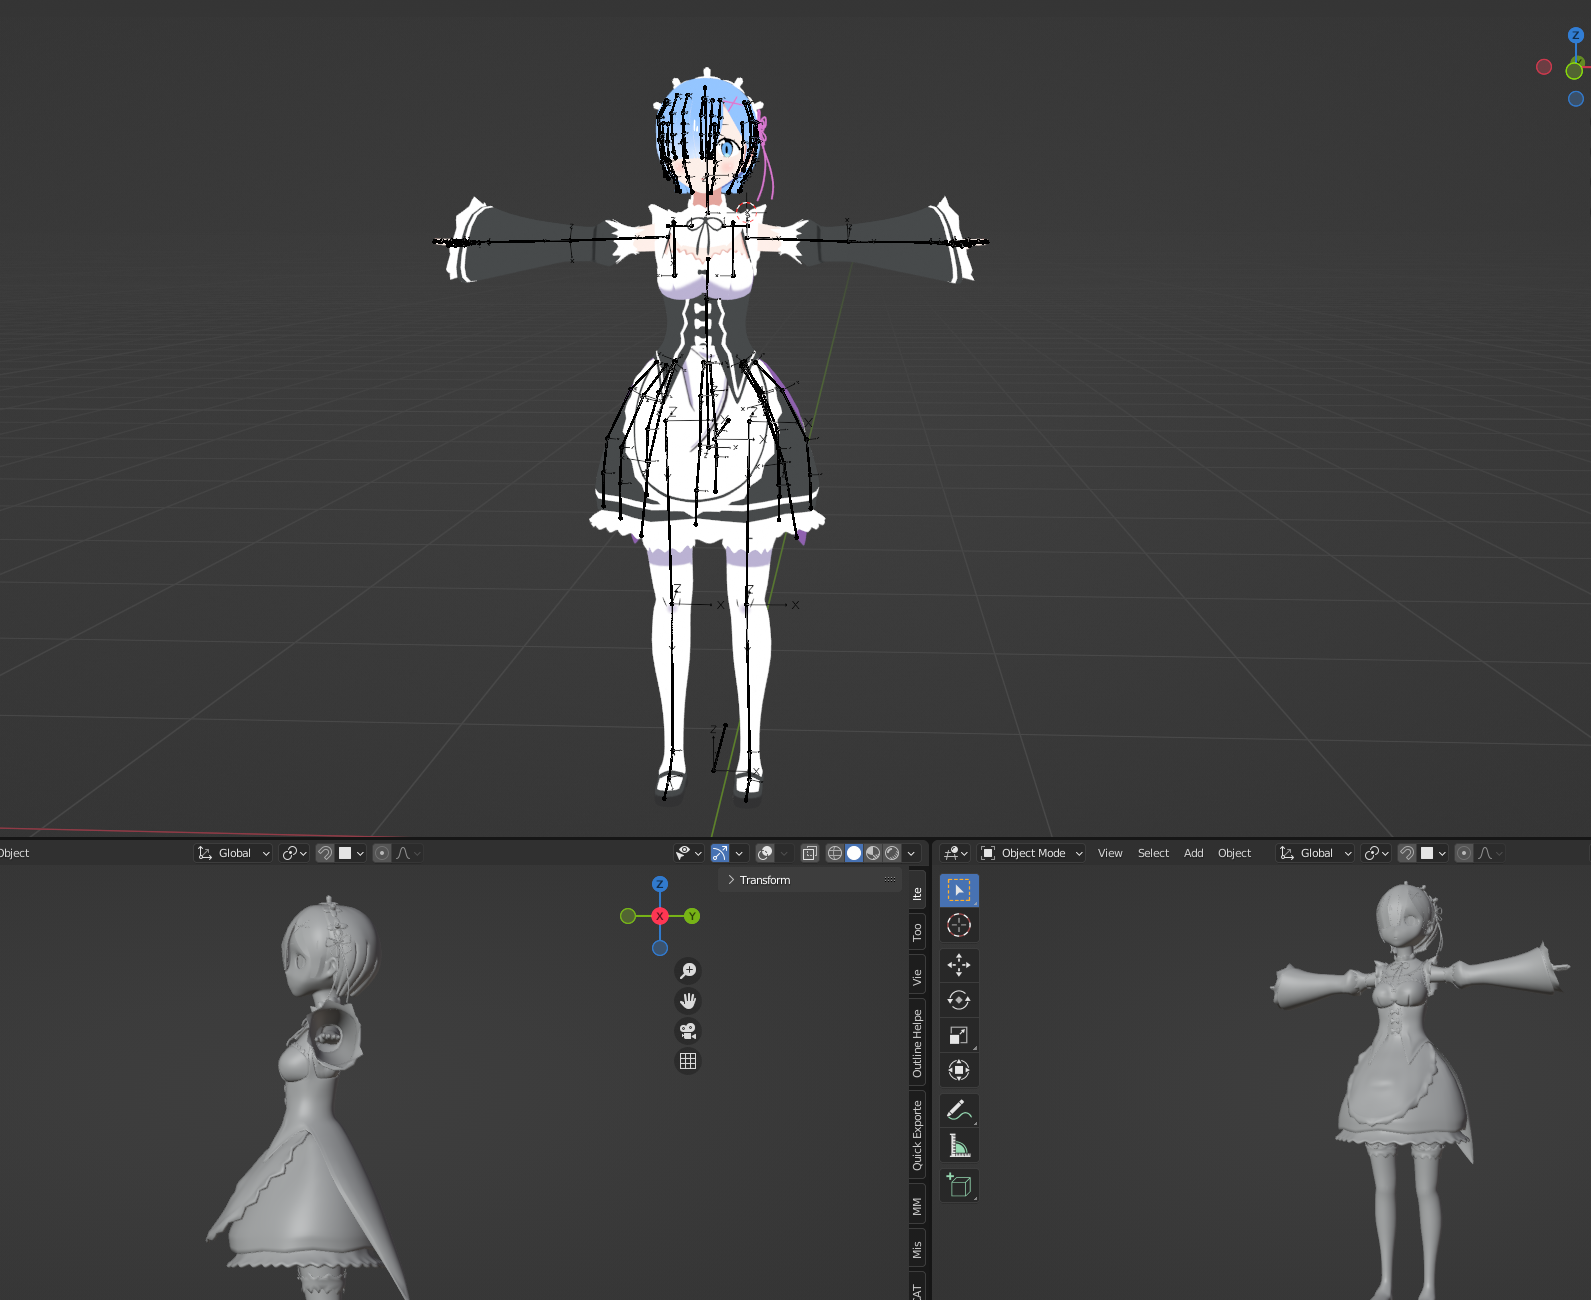 Z
Z
Z
X
X
Z
Z
X
X
Z
X
Object
Global
Object Mode
View
Select
Add
Object
Global
Transform
Z
X
Y
Ite
Too
Vie
Outline Helpe
Quick Exporte
MM
Mis
CAT